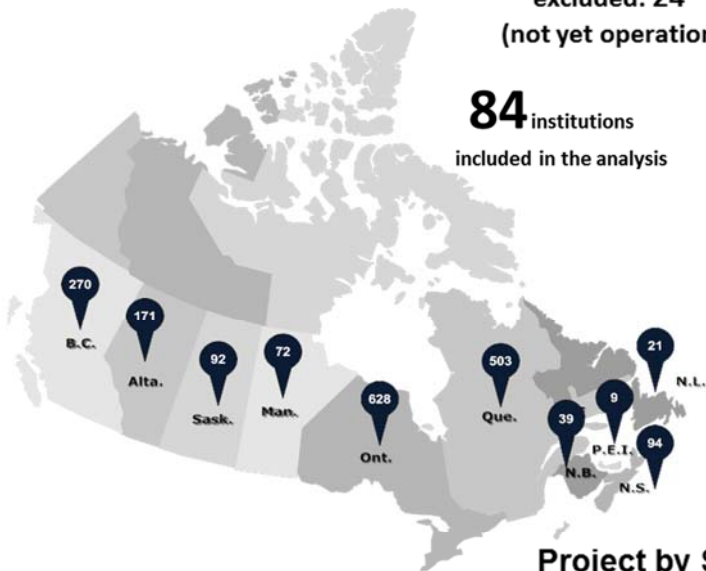 excluded: 24
(not yet operation
84 institutions
included in the analysis
270
B.C.
171
Alta.
92
Sask.
72
Man.
628
Ont.
503
Que.
21
N.L.
9
P.E.I.
39
N.B.
94
N.S.
Project by S